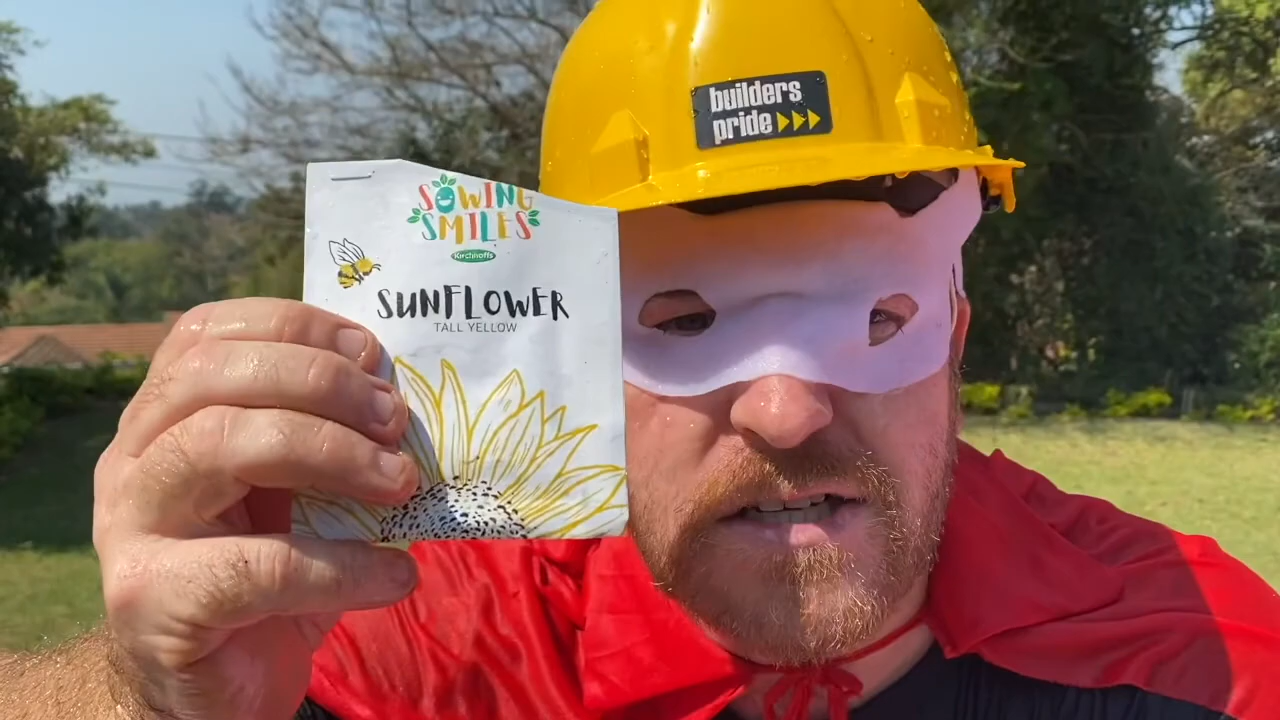 builders
pride
SOWING
SMILES
Kirchhoffs
SUNFLOWER
TALL YELLOW